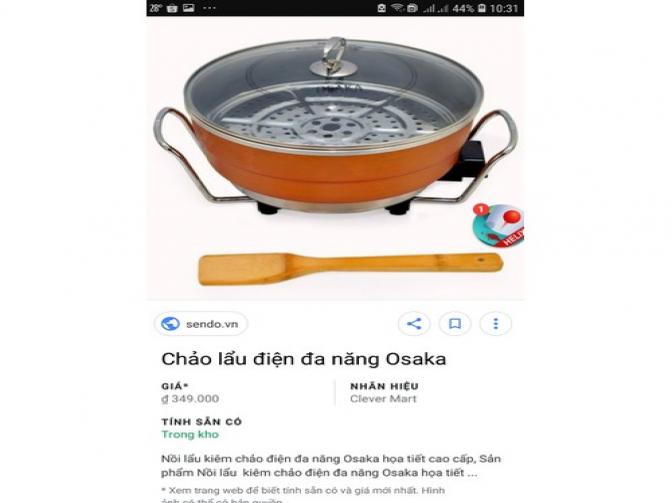 28° ... 44% 10:31
OSAKA
1
HELIX
sendo.vn
Chảo lẩu điện đa năng Osaka
GIÁ* NHÃN HIỆU
₫ 349.000 Clever Mart
TÍNH SẴN CÓ
Trong kho
Nồi lẩu kiêm chảo điện đa năng Osaka họa tiết cao cấp, Sản
phẩm Nồi lẩu kiêm chảo điện đa năng Osaka họa tiết ...
* Xem trang web để biết tính sẵn có và giá mới nhất. Hình
ảnh có thể có bản quyền.